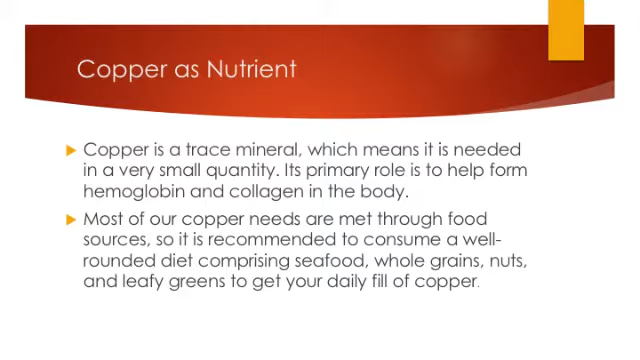 Copper as Nutrient
Copper is a trace mineral, which means it is needed
in a very small quantity. Its primary role is to help form
hemoglobin and collagen in the body.
Most of our copper needs are met through food
sources, so it is recommended to consume a well-
rounded diet comprising seafood, whole grains, nuts,
and leafy greens to get your daily fill of copper.